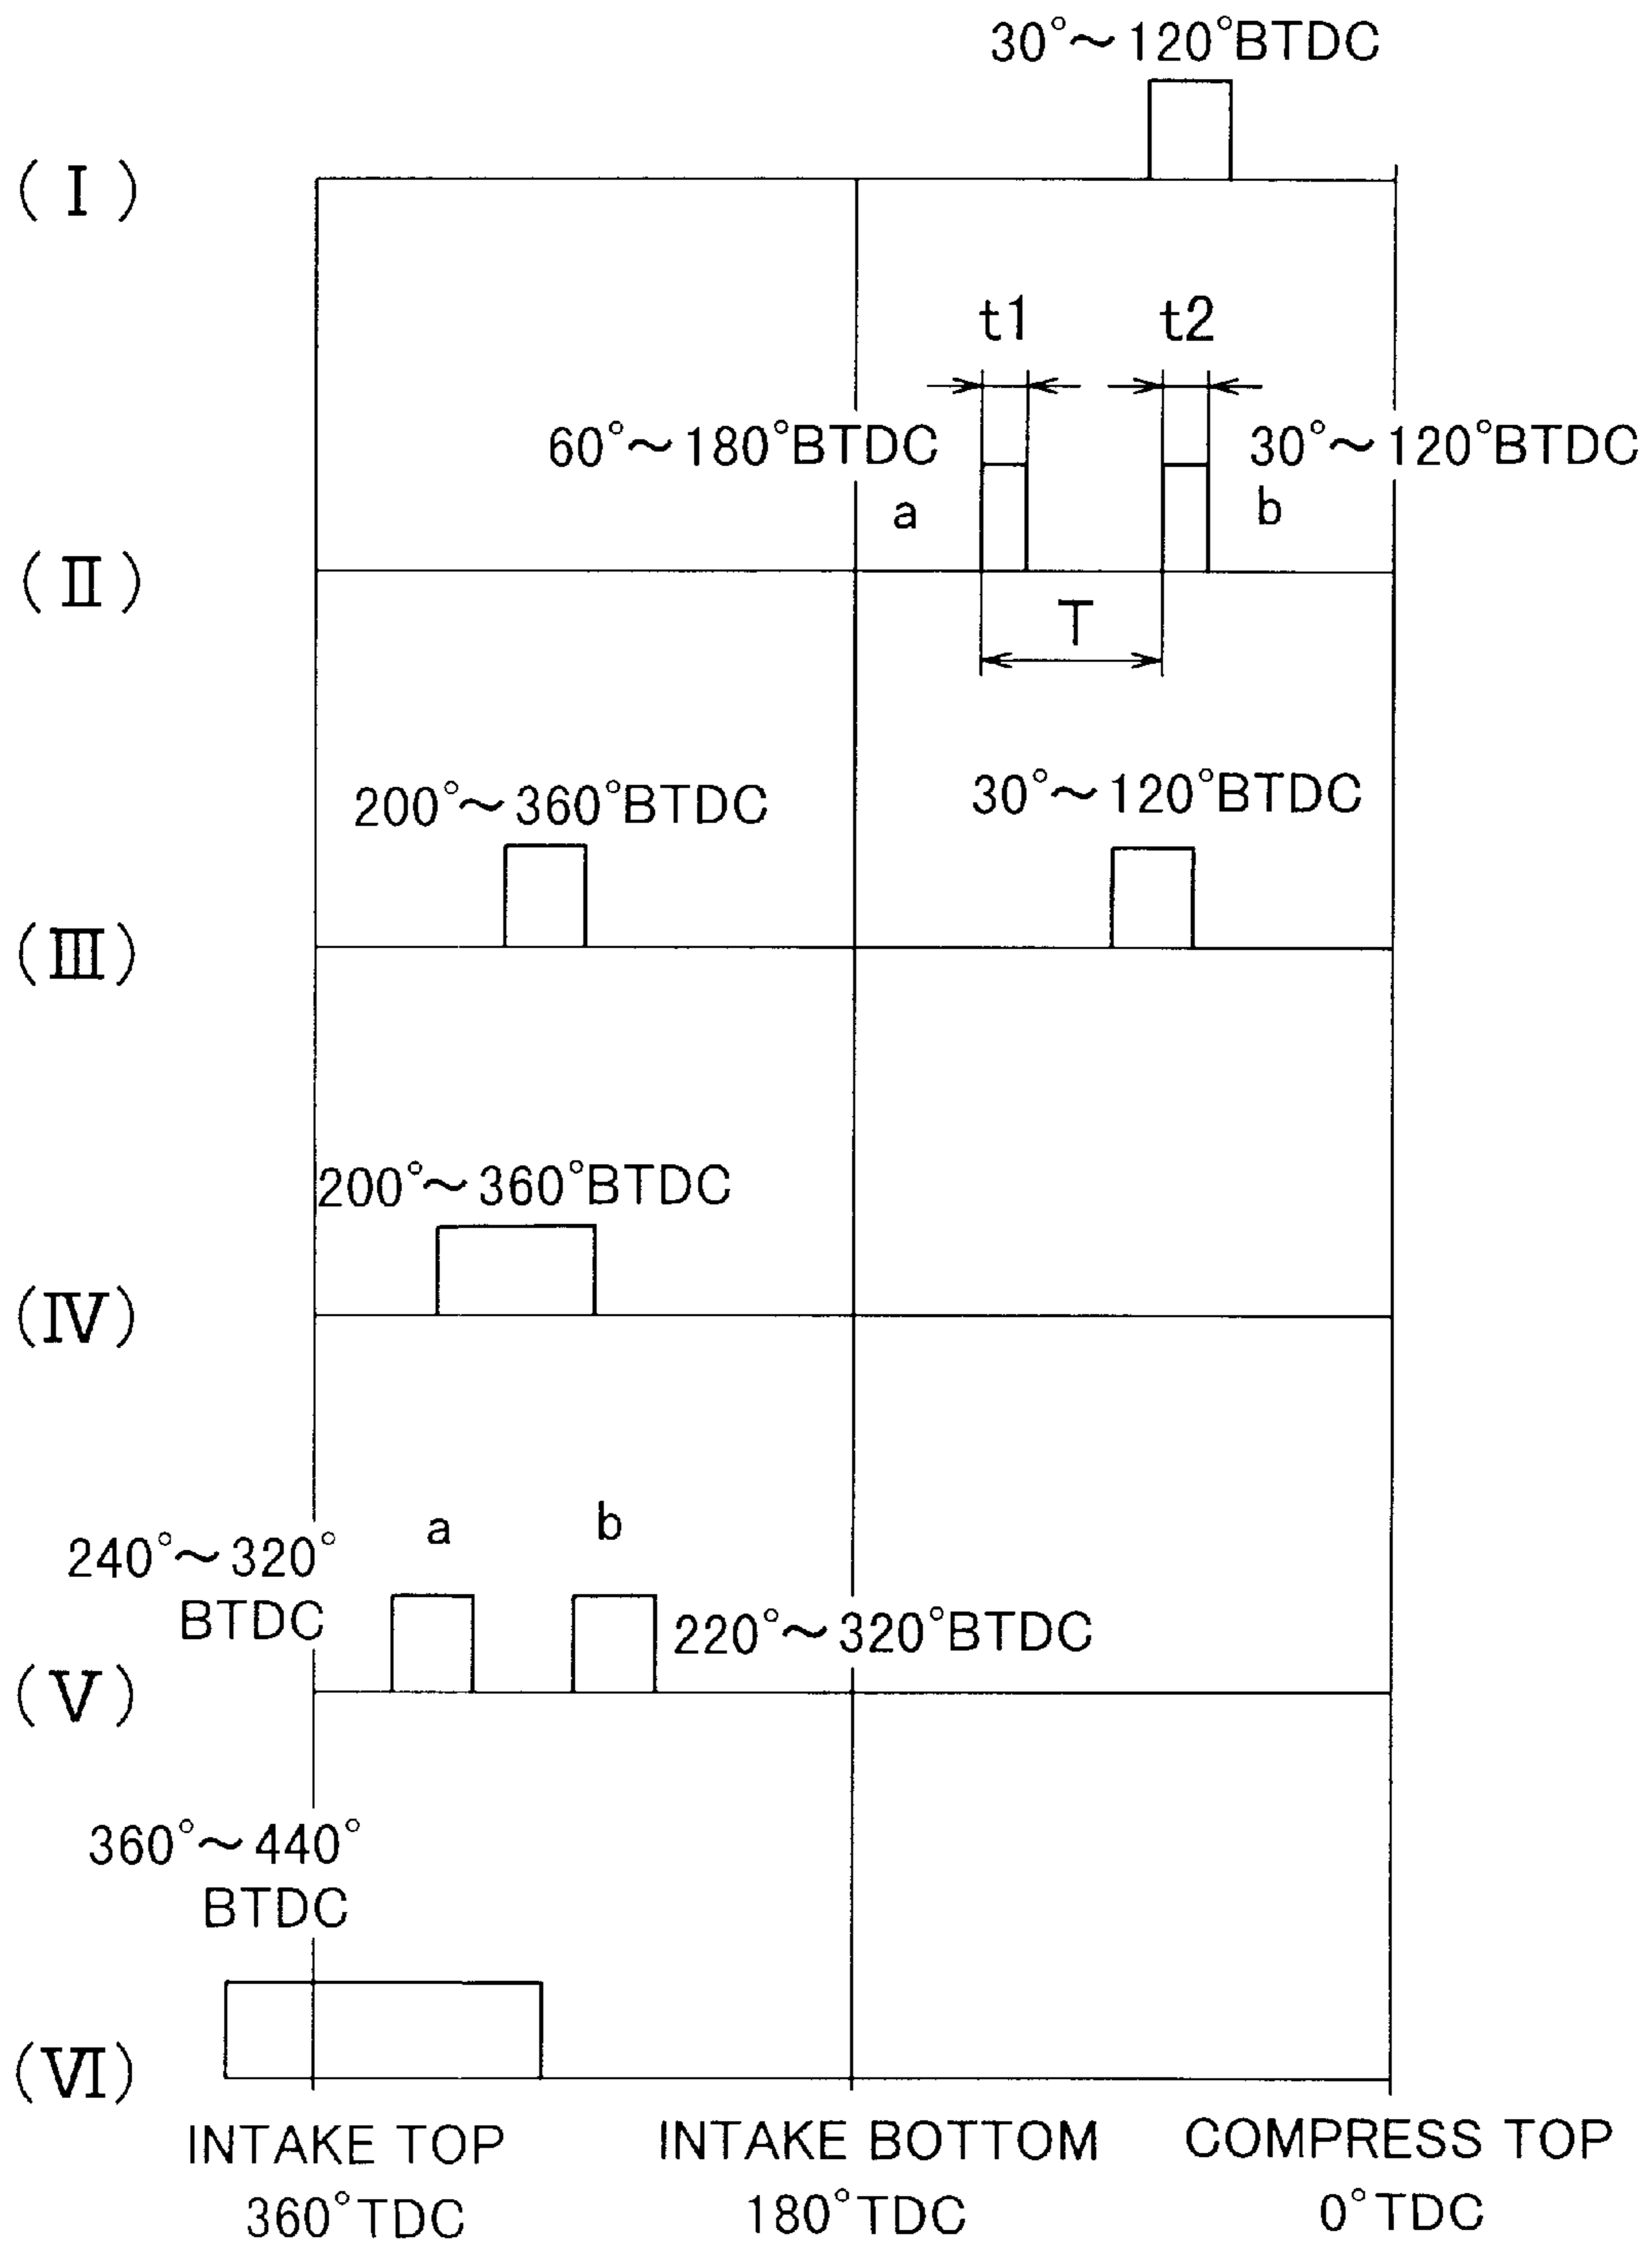 30°~120°BTDC
(Ⅰ)
t1
t2
60°~180°BTDC
30°~120°BTDC
a
b
(Ⅱ)
T
200°~360°BTDC
30°~120°BTDC
(Ⅲ)
200°~360°BTDC
(Ⅳ)
a
b
240°~320°
BTDC
220°~320°BTDC
(Ⅴ)
360°~440°
BTDC
(Ⅵ)
INTAKE TOP
INTAKE BOTTOM
COMPRESS TOP
360°TDC
180°TDC
0°TDC